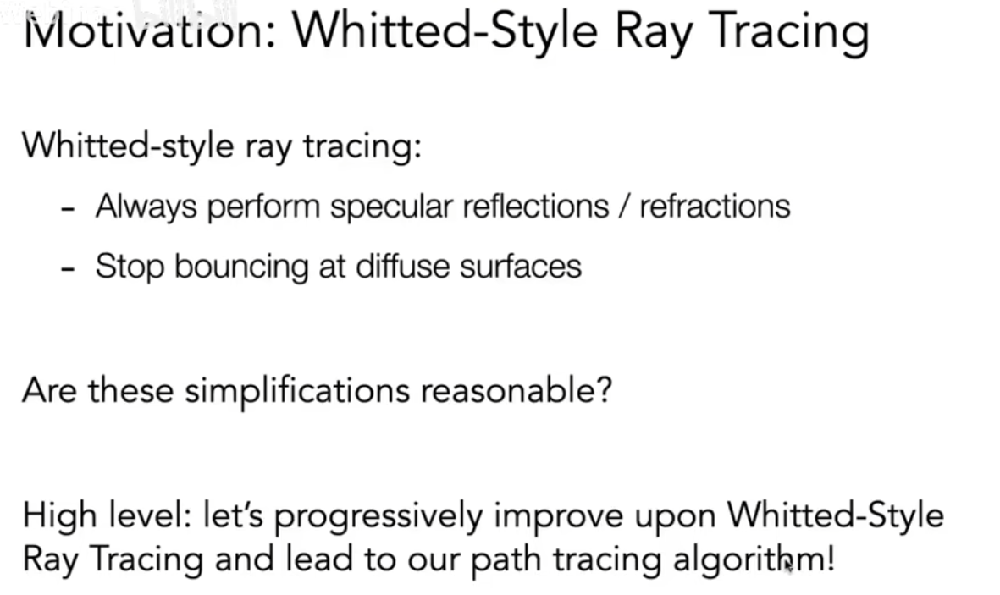 Motivation: Whitted-Style Ray Tracing
Whitted-style ray tracing:
- Always perform specular reflections / refractions
- Stop bouncing at diffuse surfaces
Are these simplifications reasonable?
High level: let's progressively improve upon Whitted-Style
Ray Tracing and lead to our path tracing algorithm!